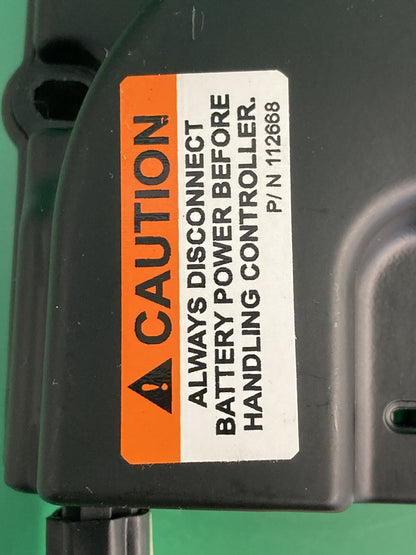 ⚠ CAUTION
ALWAYS DISCONNECT
BATTERY POWER BEFORE
HANDLING CONTROLLER.
P/N 112668